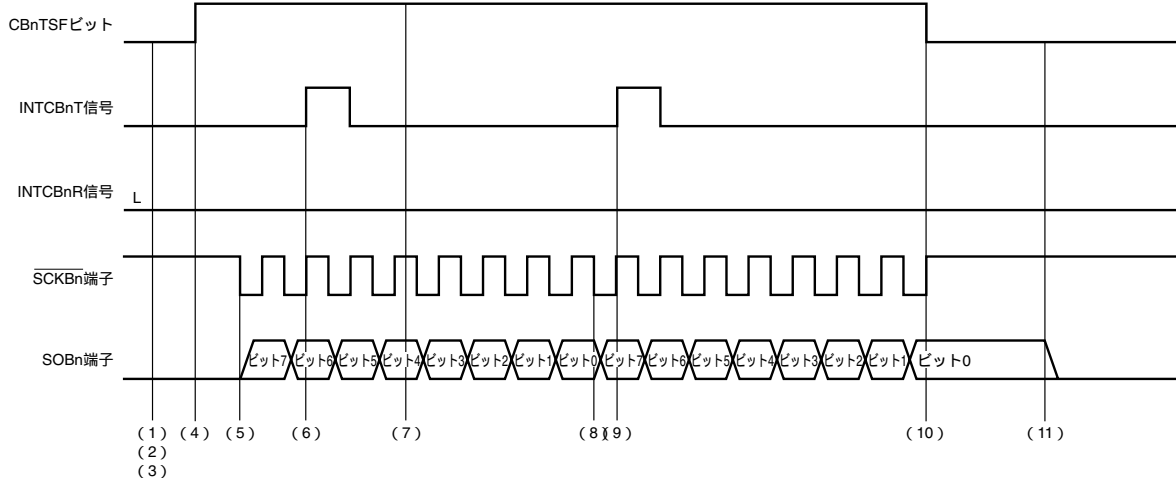 CBnTSFビット
INTCBnT信号
INTCBnR信号
L
SCKBn端子
SOBn端子
ビット7 ビット6 ビット5 ビット4 ビット3 ビット2 ビット1 ビット0 ビット7 ビット6 ビット5 ビット4 ビット3 ビット2 ビット1 ビット0
(1) (4) (5) (6) (7) (8)(9) (10) (11)
(2)
(3)